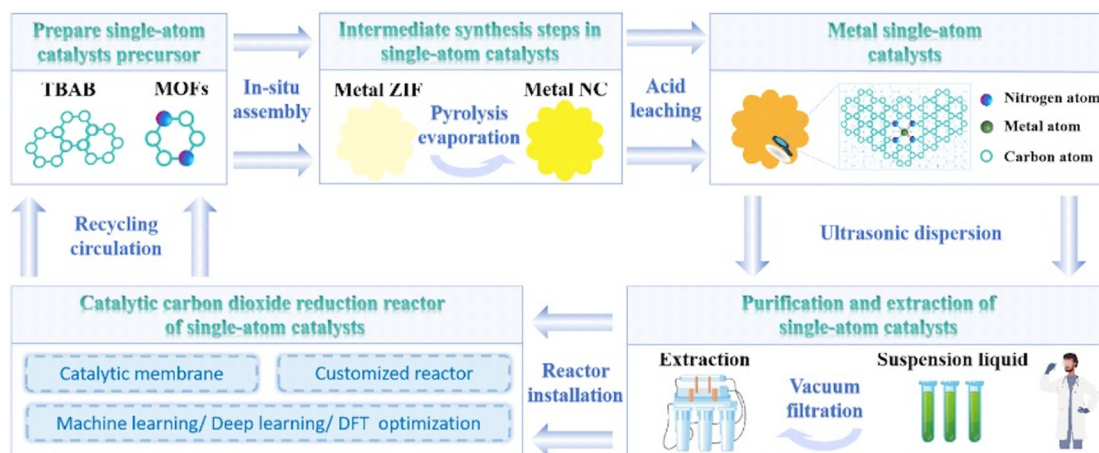 Prepare single-atom
catalysts precursor
TBAB
MOFs
In-situ
assembly
Intermediate synthesis steps in
single-atom catalysts
Metal ZIF
Metal NC
Pyrolysis
evaporation
Acid
leaching
Metal single-atom
catalysts
Nitrogen atom
Metal atom
Carbon atom
Recycling
circulation
Ultrasonic dispersion
Catalytic carbon dioxide reduction reactor
of single-atom catalysts
Catalytic membrane
Customized reactor
Machine learning/ Deep learning/ DFT optimization
Reactor
installation
Purification and extraction of
single-atom catalysts
Extraction
Suspension liquid
Vacuum
filtration